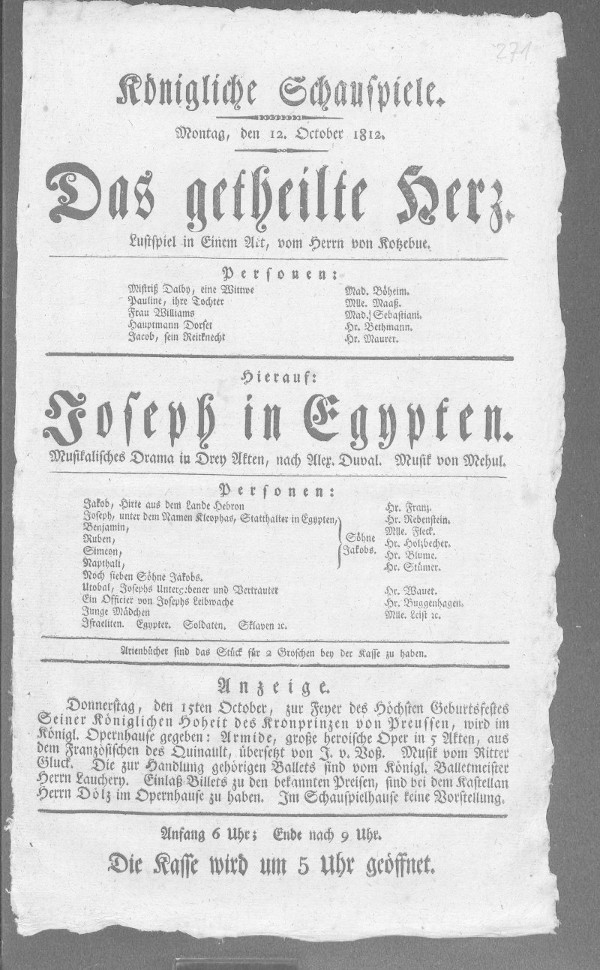 271
Königliche Schauspiele.
Montag, den 12. October 1812.
Das getheilte Herz.
Lustspiel in Einem Akt, vom Herrn von Kotzebue.
Personen:
Mistriß Dalby, eine Wittwe Mad. Böheim.
Pauline, ihre Tochter Mlle. Maaß.
Frau Williams Mad. Sebastiani.
Hauptmann Dorset Hr. Bethmann.
Jacob, sein Reitknecht Hr. Maurer.
Hierauf:
Joseph in Egypten.
Musikalisches Drama in Drey Akten, nach Alex. Duval. Musik von Mehul.
Personen:
Jakob, Hirte aus dem Lande Hebron Hr. Franz.
Joseph, unter dem Namen Kleophas, Statthalter in Egypten, Hr. Rebenstein.
Benjamin, Mlle. Fleck.
Ruben, Hr. Holzbecher.
Simeon, Hr. Blume.
Napthali, Hr. Stümer.
Söhne Jakobs.
Noch sieben Söhne Jakobs.
Utobal, Josephs Untergebener und Vertrauter Hr. Wauer.
Ein Officier von Josephs Leibwache Hr. Buggenhagen.
Junge Mädchen Mlle. Leist ꝛc.
Israeliten. Egypter. Soldaten. Sklaven ꝛc.
Arienbücher sind das Stück für 2 Groschen bey der Kasse zu haben.
Anzeige.
Donnerstag, den 15ten October, zur Feyer des Höchsten Geburtsfestes
Seiner Königlichen Hoheit des Kronprinzen von Preussen, wird im
Königl. Opernhause gegeben: Armide, große heroische Oper in 5 Akten, aus
dem Französischen des Quinault, übersetzt von J. v. Voß. Musik vom Ritter
Gluck. Die zur Handlung gehörigen Ballets sind vom Königl. Balletmeister
Herrn Lauchery. Einlaß-Billets zu den bekannten Preisen, sind bei dem Kastellan
Herrn Dölz im Opernhause zu haben. Im Schauspielhause keine Vorstellung.
Anfang 6 Uhr; Ende nach 9 Uhr.
Die Kasse wird um 5 Uhr geöffnet.